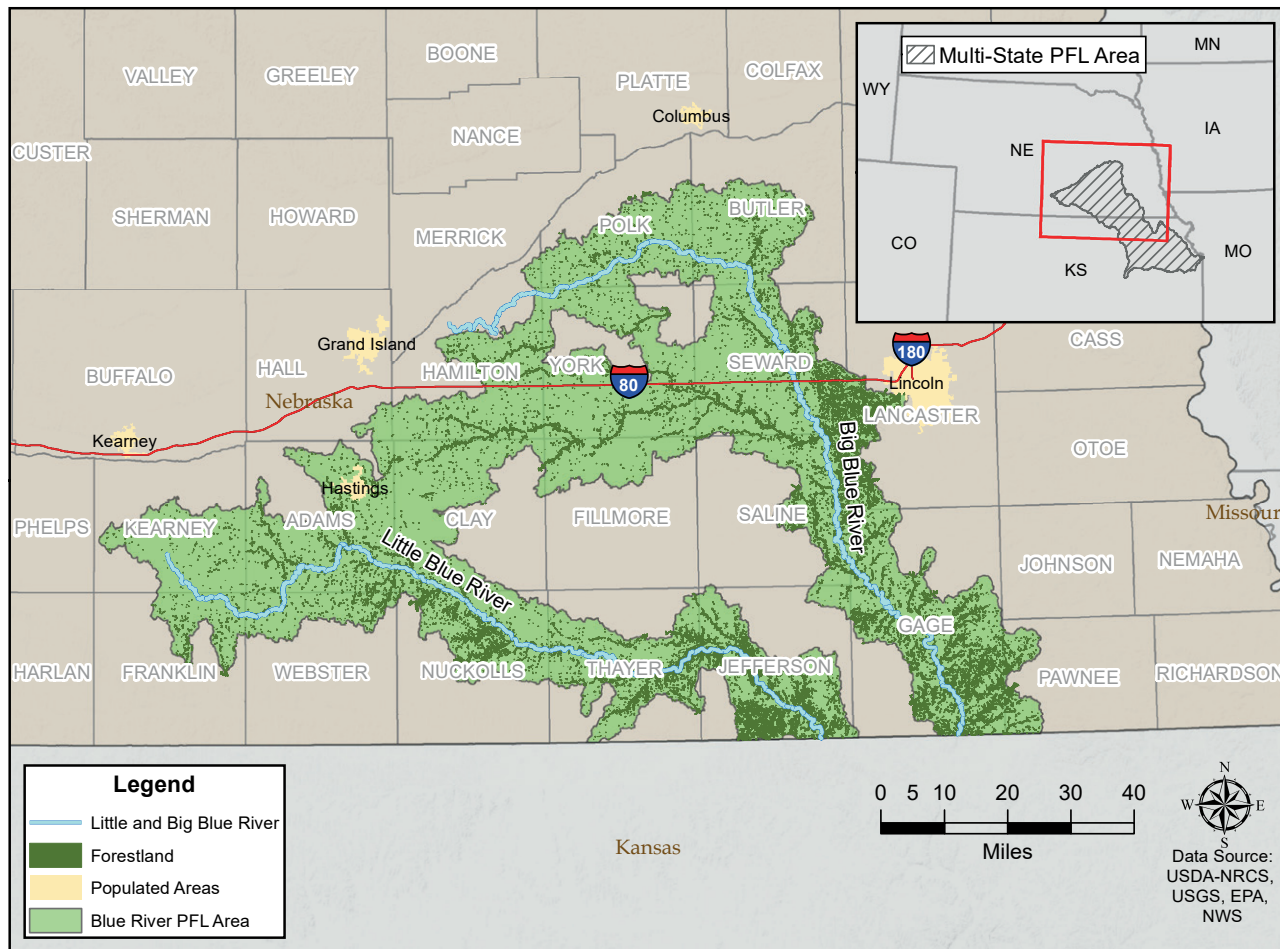 BOONE
VALLEY
GREELEY
PLATTE
COLFAX
Columbus
NANCE
CUSTER
SHERMAN
HOWARD
MERRICK
POLK
BUTLER
Multi-State PFL Area
MN
WY
IA
NE
CO
KS
MO
Grand Island
HALL
BUFFALO
HAMILTON
YORK
SEWARD
80
180
CASS
Lincoln
LANCASTER
Nebraska
Kearney
OTOE
Big Blue River
Hastings
PHELPS
KEARNEY
ADAMS
CLAY
FILLMORE
SALINE
Missour
Little Blue River
JOHNSON
NEMAHA
GAGE
HARLAN
FRANKLIN
WEBSTER
NUCKOLLS
THAYER
JEFFERSON
PAWNEE
RICHARDSON
Legend
Little and Big Blue River
Forestland
Populated Areas
Blue River PFL Area
Kansas
0 5 10 20 30 40
Miles
N
W E
S
Data Source:
USDA-NRCS,
USGS, EPA,
NWS